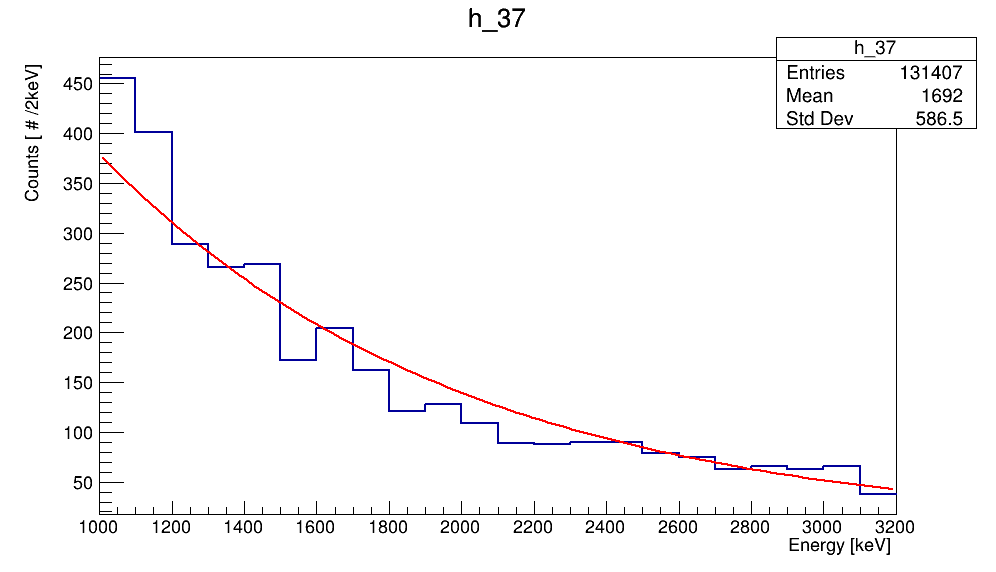 h_37
h_37
Entries 131407
Mean 1692
Std Dev 586.5
Counts [ # /2keV]
450
400
350
300
250
200
150
100
50
1000 1200 1400 1600 1800 2000 2200 2400 2600 2800 3000 3200
Energy [keV]